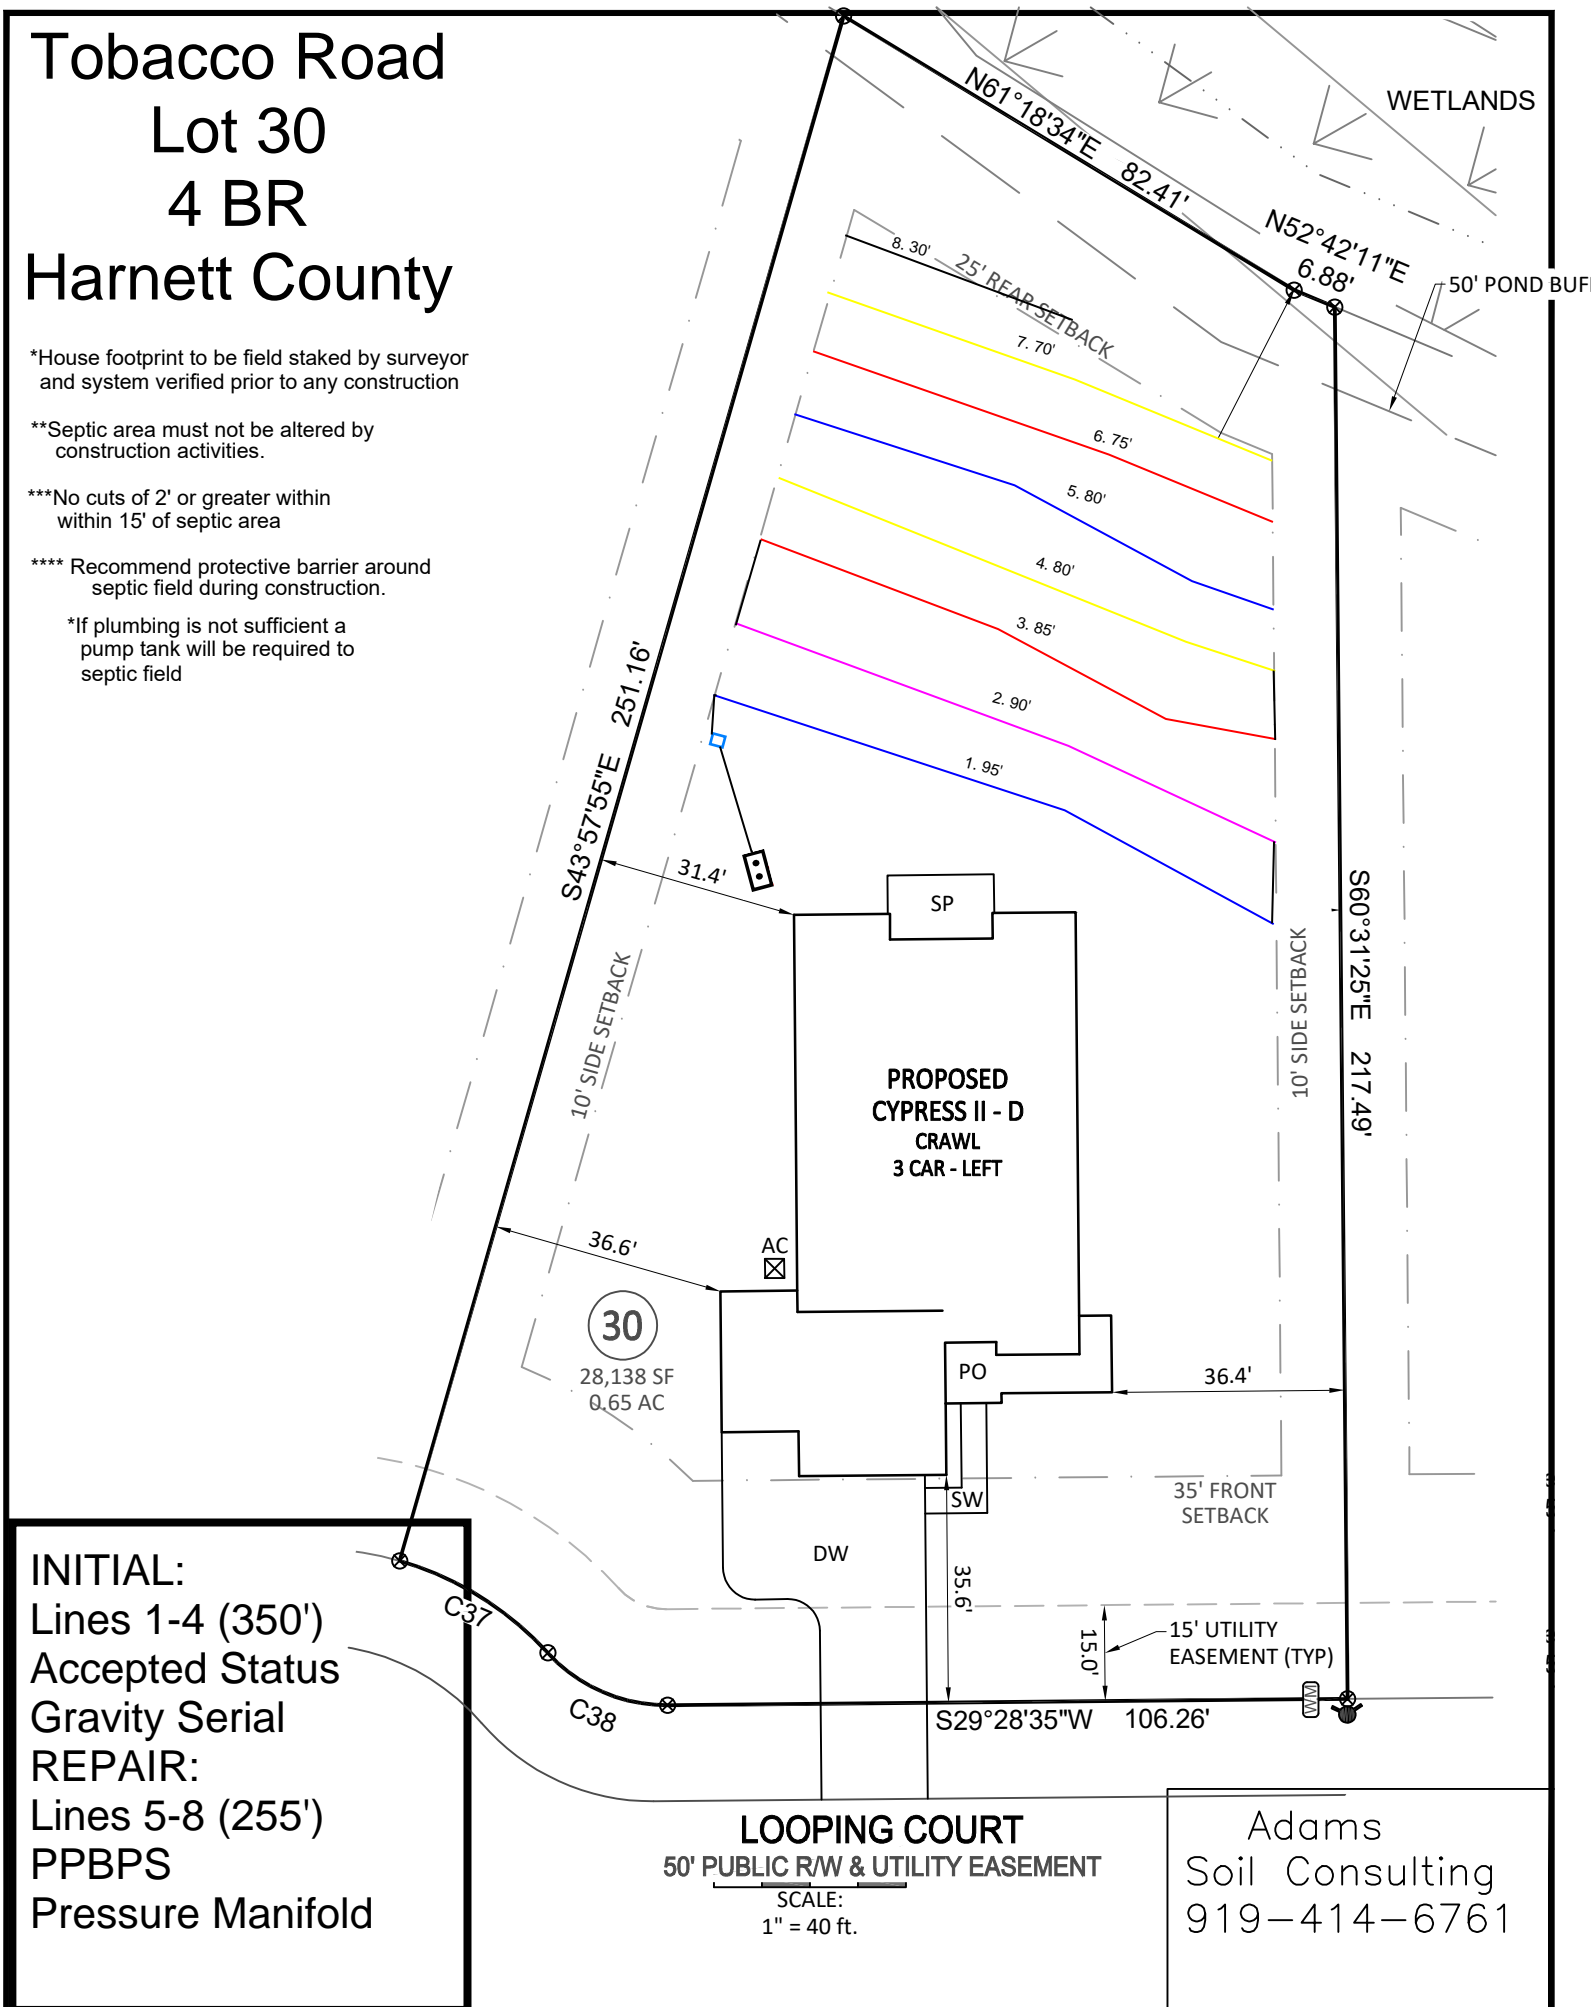 Tobacco Road
Lot 30
4 BR
Harnett County
*House footprint to be field staked by surveyor
and system verified prior to any construction
**Septic area must not be altered by
construction activities.
***No cuts of 2' or greater within
within 15' of septic area
**** Recommend protective barrier around
septic field during construction.
*If plumbing is not sufficient a
pump tank will be required to
septic field
WETLANDS
N61°18'34"E 82.41'
N52°42'11"E
6.88'
50' POND BUF
8. 30'
25' REAR SETBACK
7. 70'
6. 75'
5. 80'
4. 80'
3. 85'
2. 90'
1. 95'
S43°57'55"E 251.16'
31.4'
SP
S60°31'25"E 217.49'
10' SIDE SETBACK
10' SIDE SETBACK
PROPOSED
CYPRESS II - D
CRAWL
3 CAR - LEFT
36.6'
AC
30
28,138 SF
0.65 AC
PO
36.4'
SW
35' FRONT
SETBACK
DW
35.6'
15.0'
15' UTILITY
EASEMENT (TYP)
WM
C37
C38
S29°28'35"W 106.26'
INITIAL:
Lines 1-4 (350')
Accepted Status
Gravity Serial
REPAIR:
Lines 5-8 (255')
PPBPS
Pressure Manifold
LOOPING COURT
50' PUBLIC R/W & UTILITY EASEMENT
SCALE:
1" = 40 ft.
Adams
Soil Consulting
919-414-6761